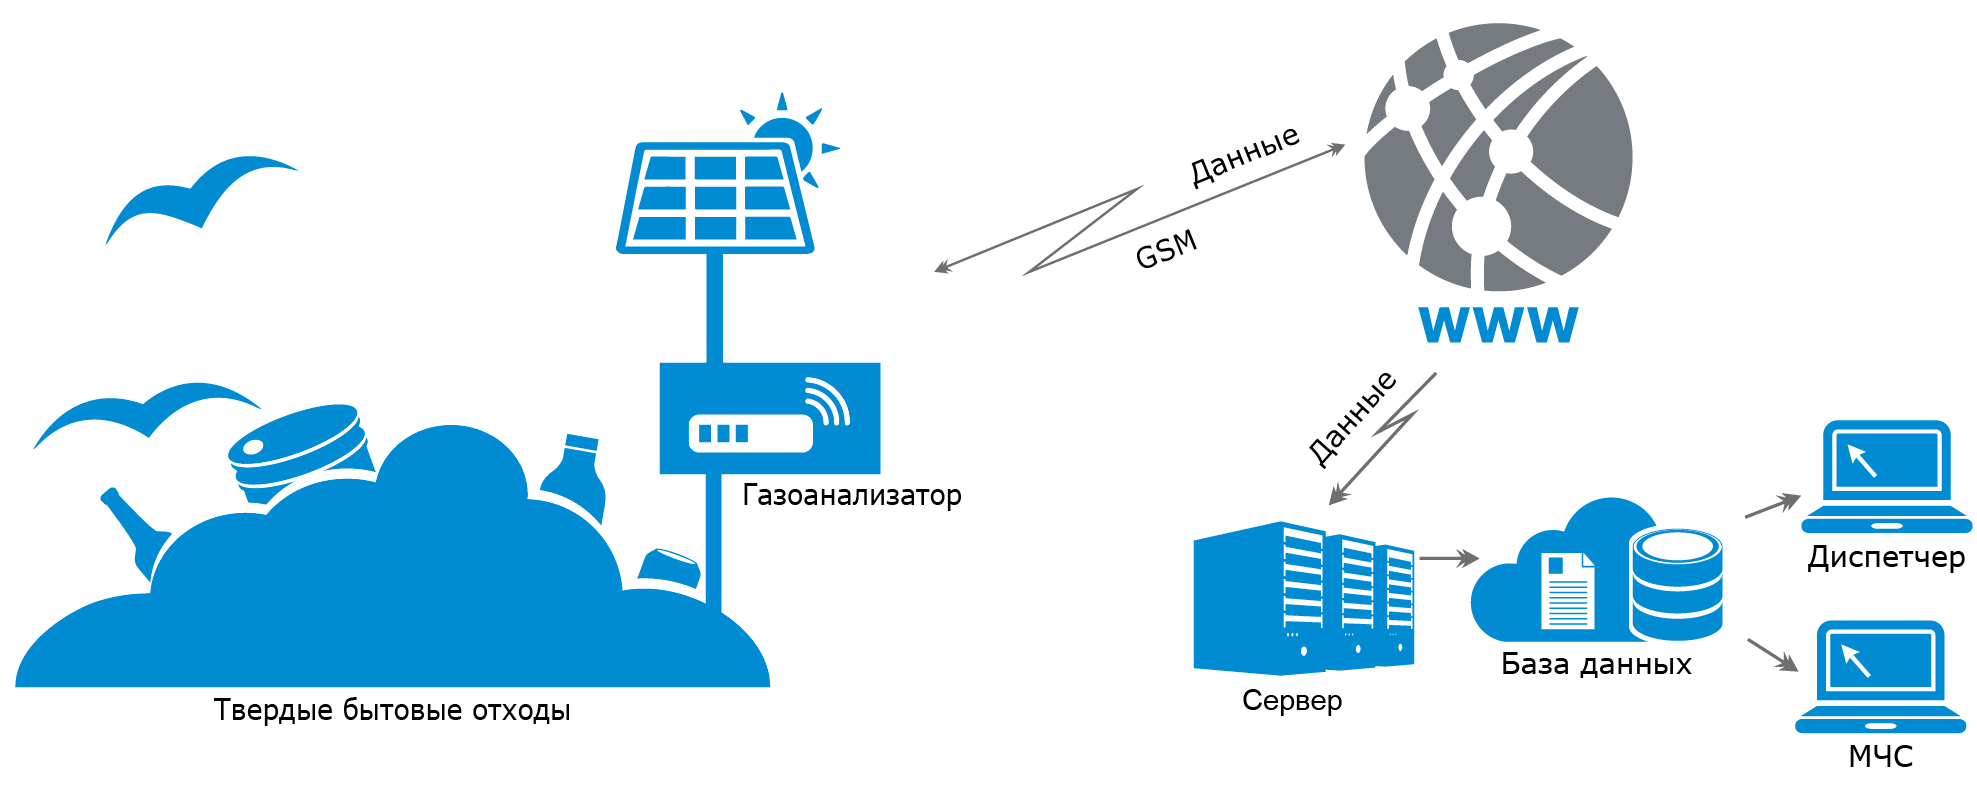 Данные
GSM
www
Данные
Газоанализатор
Диспетчер
База данных
Сервер
Твердые бытовые отходы
МЧС